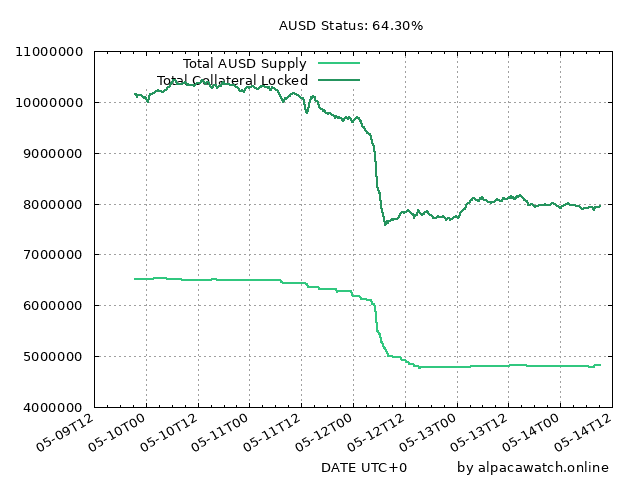 AUSD Status: 64.30%
11000000
Total AUSD Supply
Total Collateral Locked
10000000
9000000
8000000
7000000
6000000
5000000
4000000
05-09T12
05-10T00
05-10T12
05-11T00
05-11T12
05-12T00
05-12T12
05-13T00
05-13T12
05-14T00
05-14T12
DATE UTC+0
by alpacawatch.online